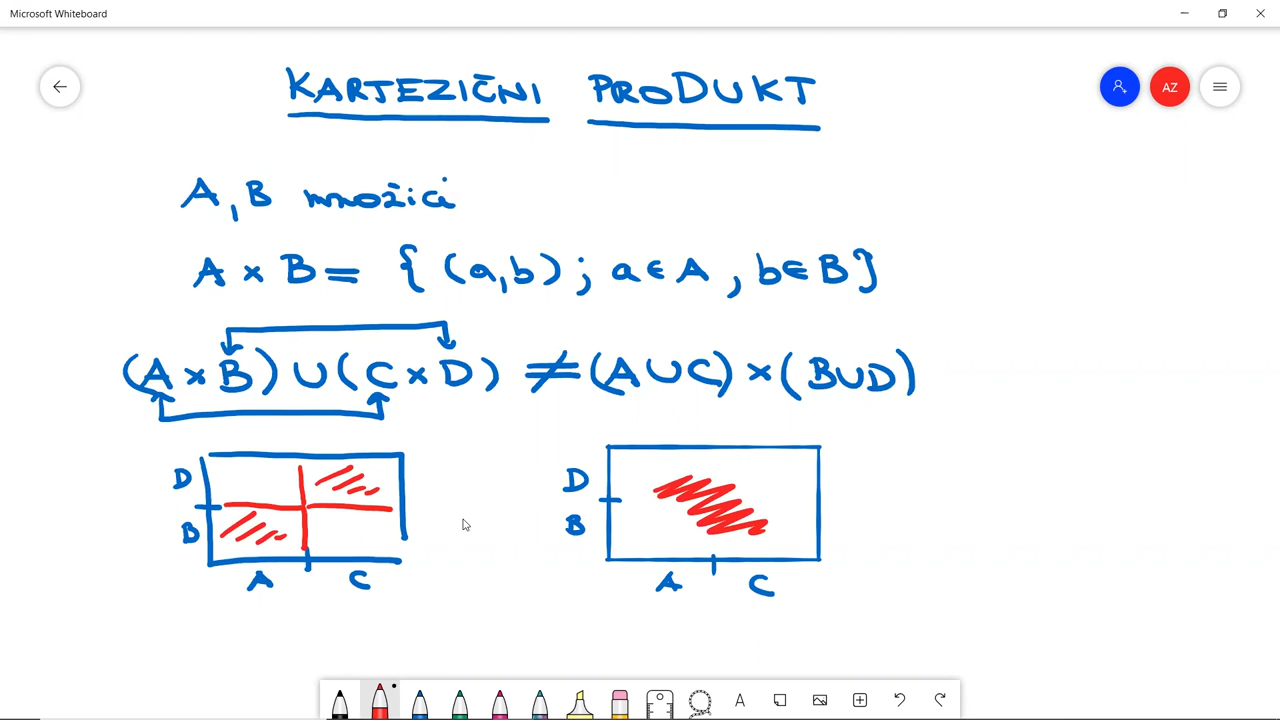 Microsoft Whiteboard
AZ
KARTEZIČNI PRODUKT
A, B množici
A × B = { (a,b) ; a ∈ A , b ∈ B }
(A × B) ∪ (C × D) ≠ (A ∪ C) × (B ∪ D)
D
B
A C
D
B
A C
A